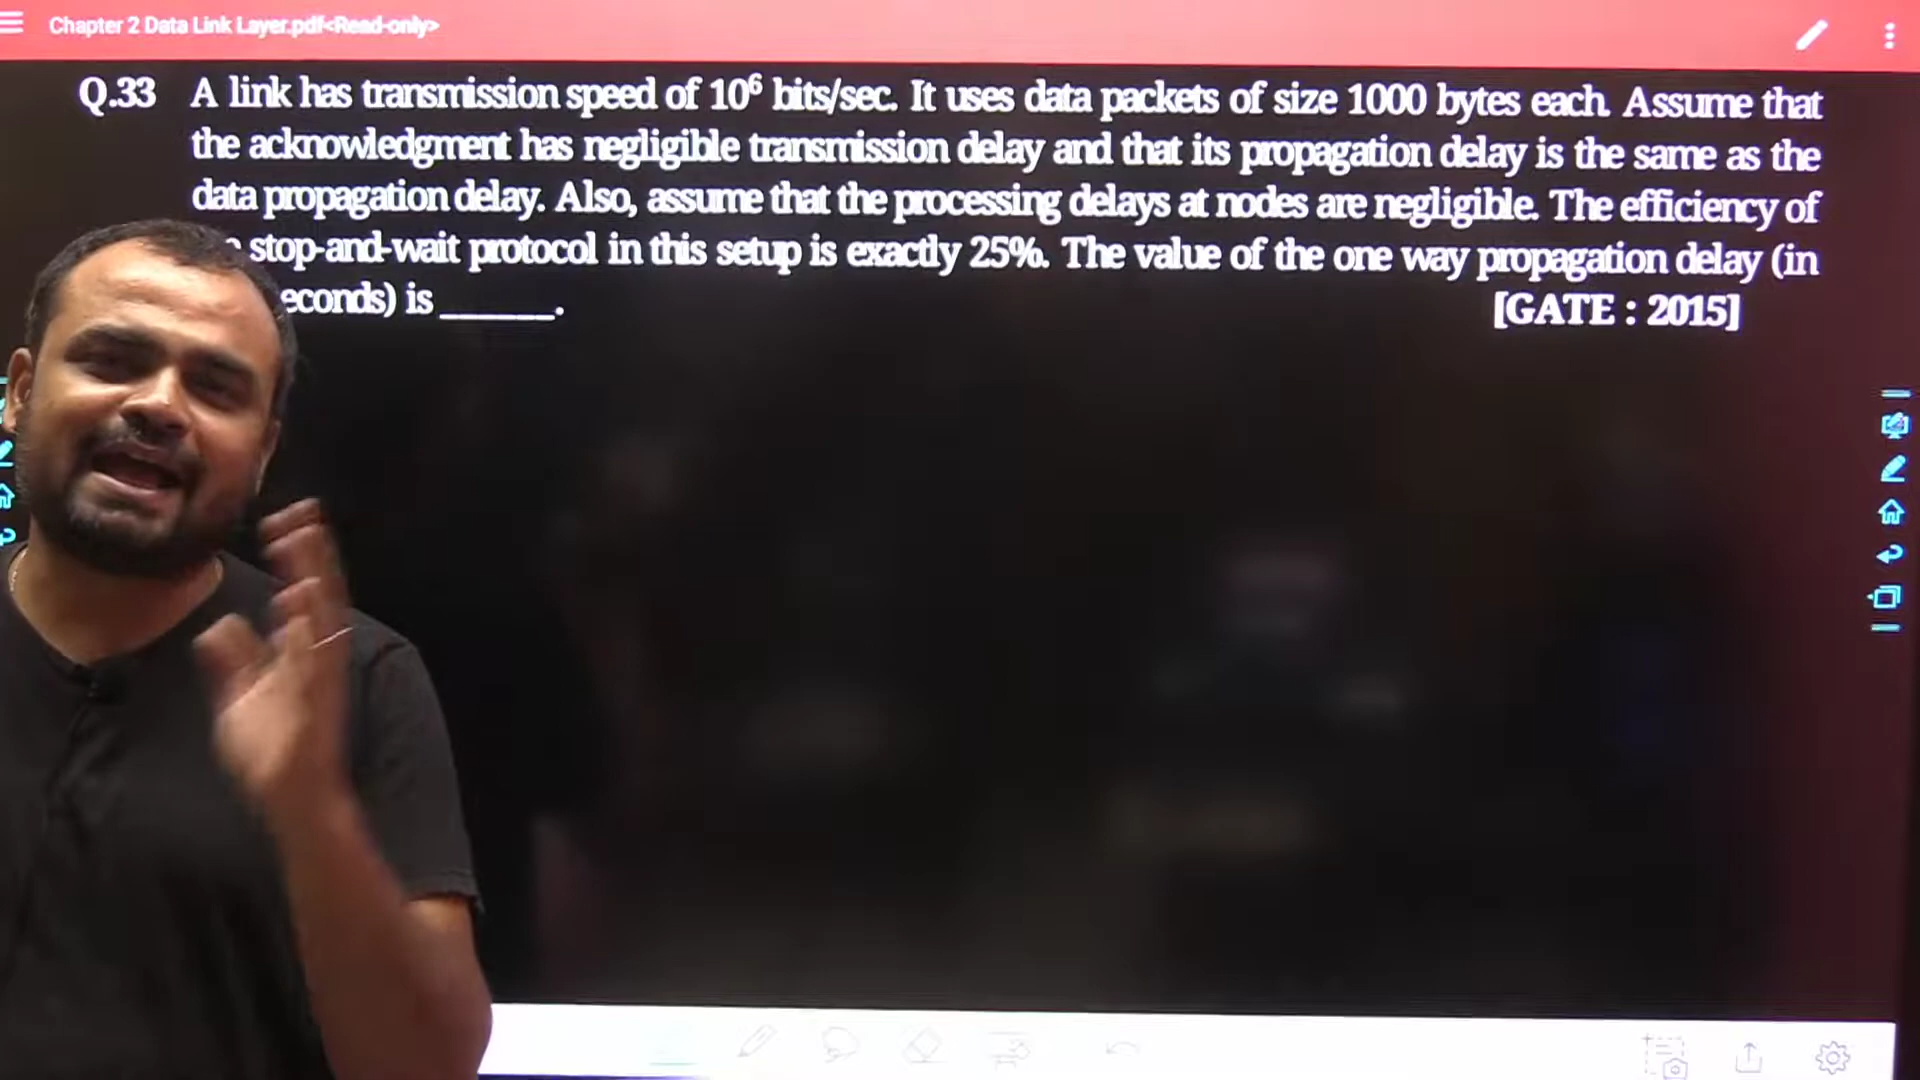 Chapter 2 Data Link Layer.pdf<Read-only>
Q.33 A link has transmission speed of 10⁶ bits/sec. It uses data packets of size 1000 bytes each. Assume that
the acknowledgment has negligible transmission delay and that its propagation delay is the same as the
data propagation delay. Also, assume that the processing delays at nodes are negligible. The efficiency of
stop-and-wait protocol in this setup is exactly 25%. The value of the one way propagation delay (in
econds) is ______.
[GATE : 2015]